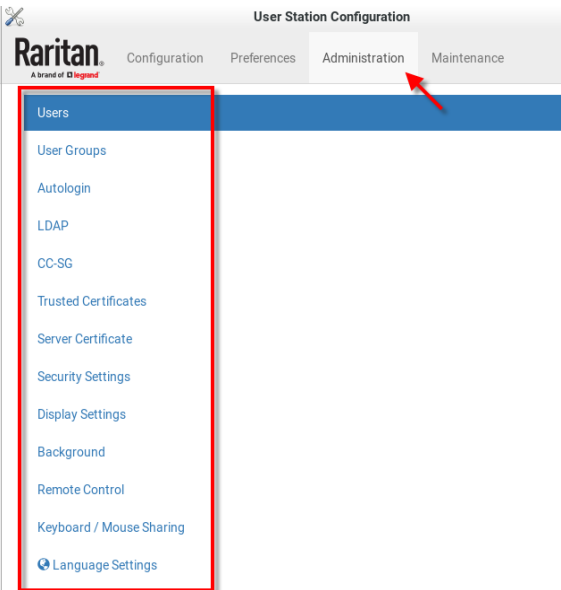 User Station Configuration
Raritan.
A brand of legrand
Configuration Preferences Administration Maintenance
Users
User Groups
Autologin
LDAP
CC-SG
Trusted Certificates
Server Certificate
Security Settings
Display Settings
Background
Remote Control
Keyboard / Mouse Sharing
Language Settings